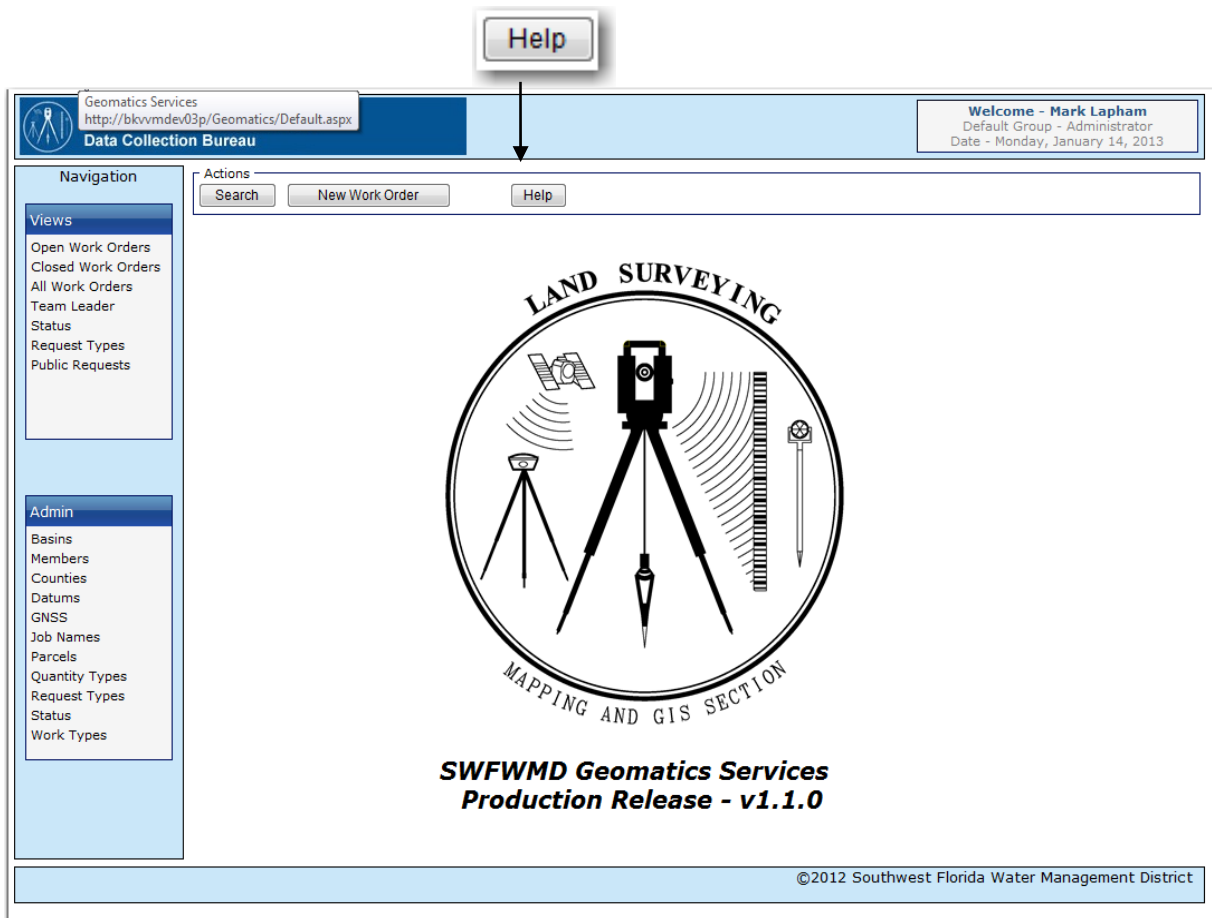 Help
Geomatics Services
http://bkvvmdev03p/Geomatics/Default.aspx
Data Collection Bureau
Welcome - Mark Lapham
Default Group - Administrator
Date - Monday, January 14, 2013
Navigation
Actions
Search
New Work Order
Help
Views
Open Work Orders
Closed Work Orders
All Work Orders
Team Leader
Status
Request Types
Public Requests
Admin
Basins
Members
Counties
Datums
GNSS
Job Names
Parcels
Quantity Types
Request Types
Status
Work Types
LAND SURVEYING
MAPPING AND GIS SECTION
SWFWMD Geomatics Services
Production Release - v1.1.0
©2012 Southwest Florida Water Management District